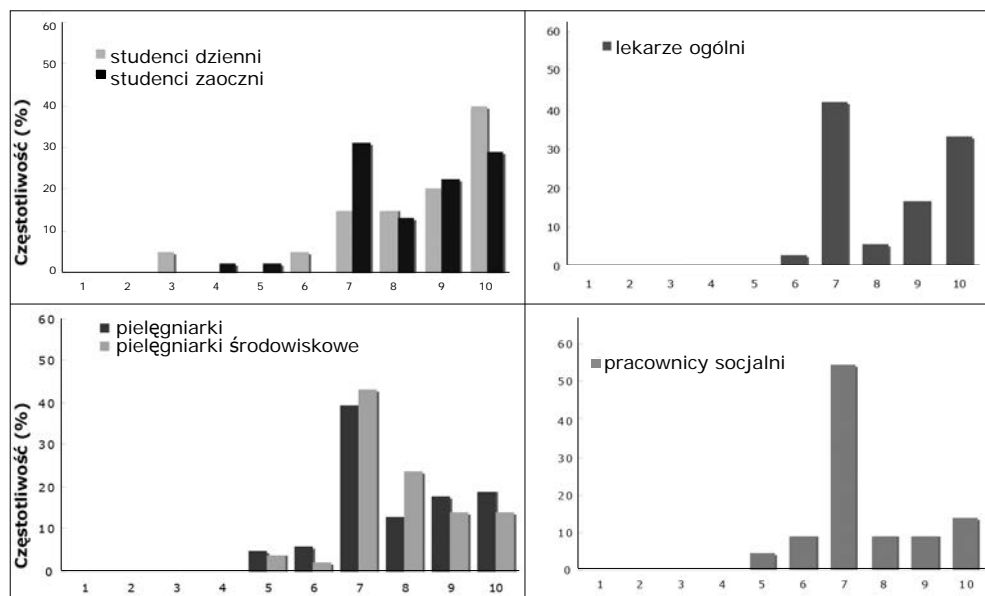 60
50
40
30
20
10
0
Częstotliwość (%)
studenci dzienni
studenci zaoczni
1 2 3 4 5 6 7 8 9 10
60
50
40
30
20
10
0
lekarze ogólni
1 2 3 4 5 6 7 8 9 10
60
50
40
30
20
10
0
Częstotliwość (%)
pielęgniarki
pielęgniarki środowiskowe
1 2 3 4 5 6 7 8 9 10
60
50
40
30
20
10
0
pracownicy socjalni
1 2 3 4 5 6 7 8 9 10